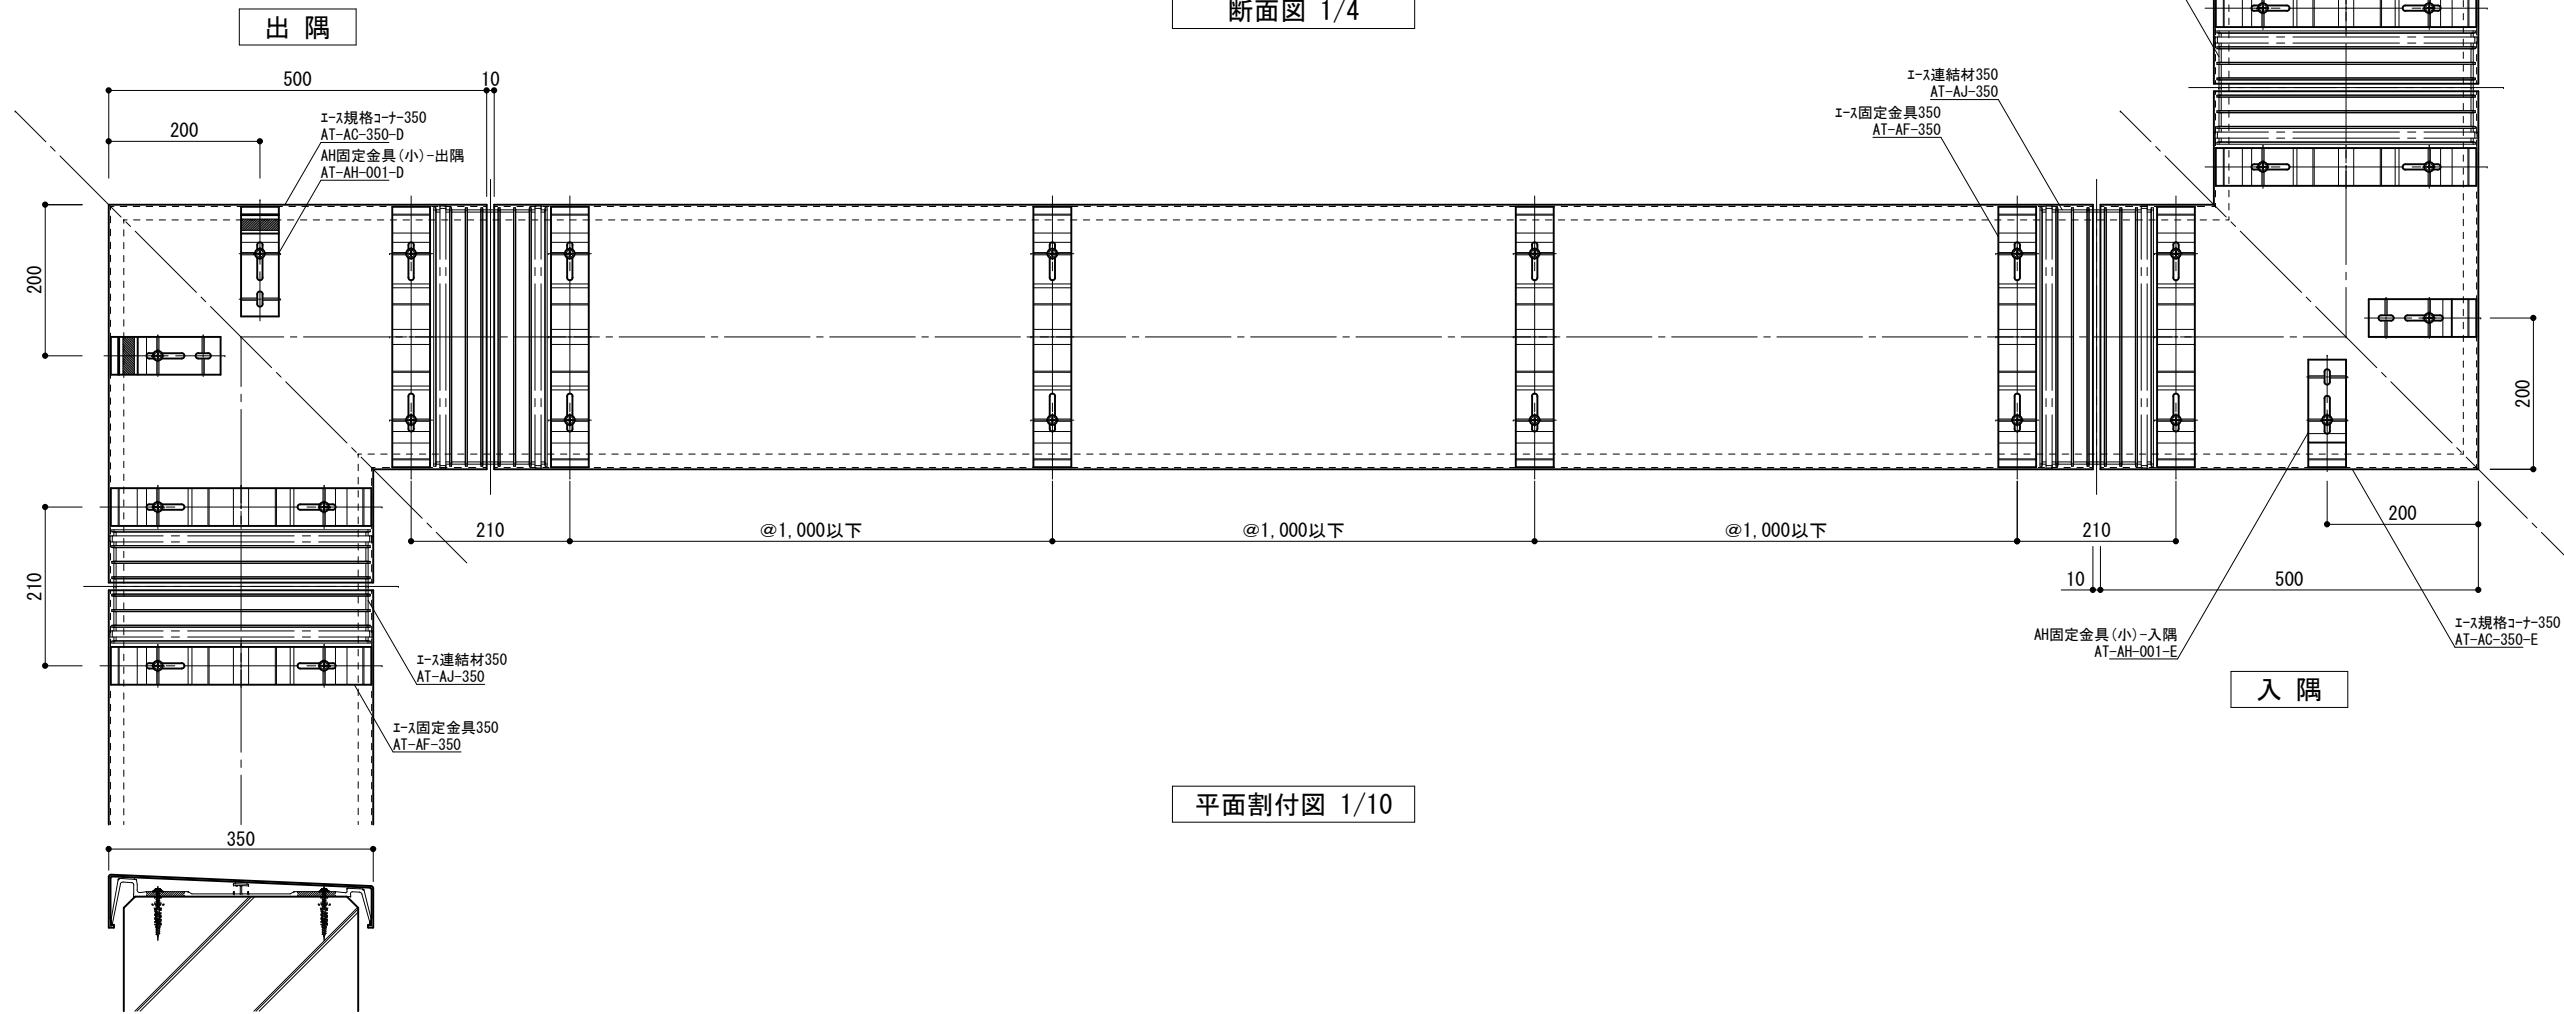 断面図 1/4
出 隅
500
10
200
エース規格コーナー350
AT-AC-350-D
AH固定金具(小)-出隅
AT-AH-001-D
エース連結材350
AT-AJ-350
エース固定金具350
AT-AF-350
200
200
210
@1,000以下
@1,000以下
@1,000以下
210
200
10
500
210
エース連結材350
AT-AJ-350
エース固定金具350
AT-AF-350
AH固定金具(小)-入隅
AT-AH-001-E
エース規格コーナー350
AT-AC-350-E
入 隅
平面割付図 1/10
350